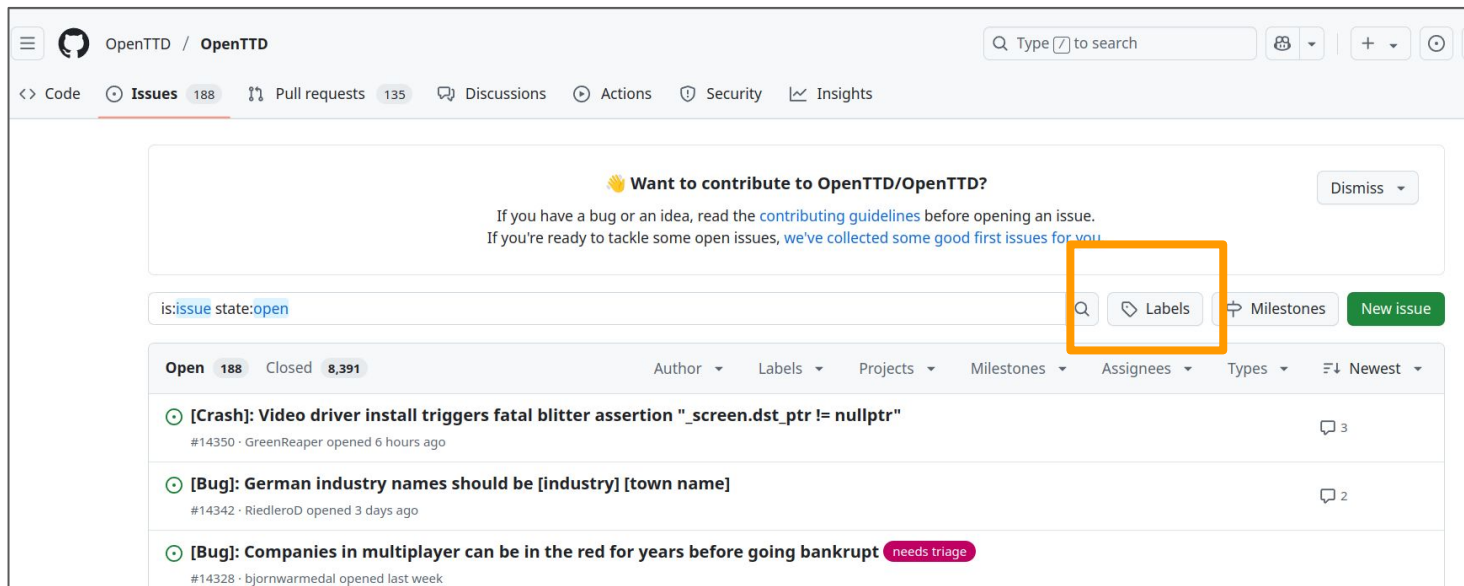 OpenTTD / OpenTTD
Type / to search
Code Issues 188 Pull requests 135 Discussions Actions Security Insights
👋 Want to contribute to OpenTTD/OpenTTD?
Dismiss
If you have a bug or an idea, read the contributing guidelines before opening an issue.
If you're ready to tackle some open issues, we've collected some good first issues for you
is:issue state:open
Labels
Milestones
New issue
Open 188 Closed 8,391 Author Labels Projects Milestones Assignees Types Newest
[Crash]: Video driver install triggers fatal blitter assertion "_screen.dst_ptr != nullptr"
3
#14350 · GreenReaper opened 6 hours ago
[Bug]: German industry names should be [industry] [town name]
2
#14342 · RiedleroD opened 3 days ago
[Bug]: Companies in multiplayer can be in the red for years before going bankrupt needs triage
#14328 · bjornwarmedal opened last week